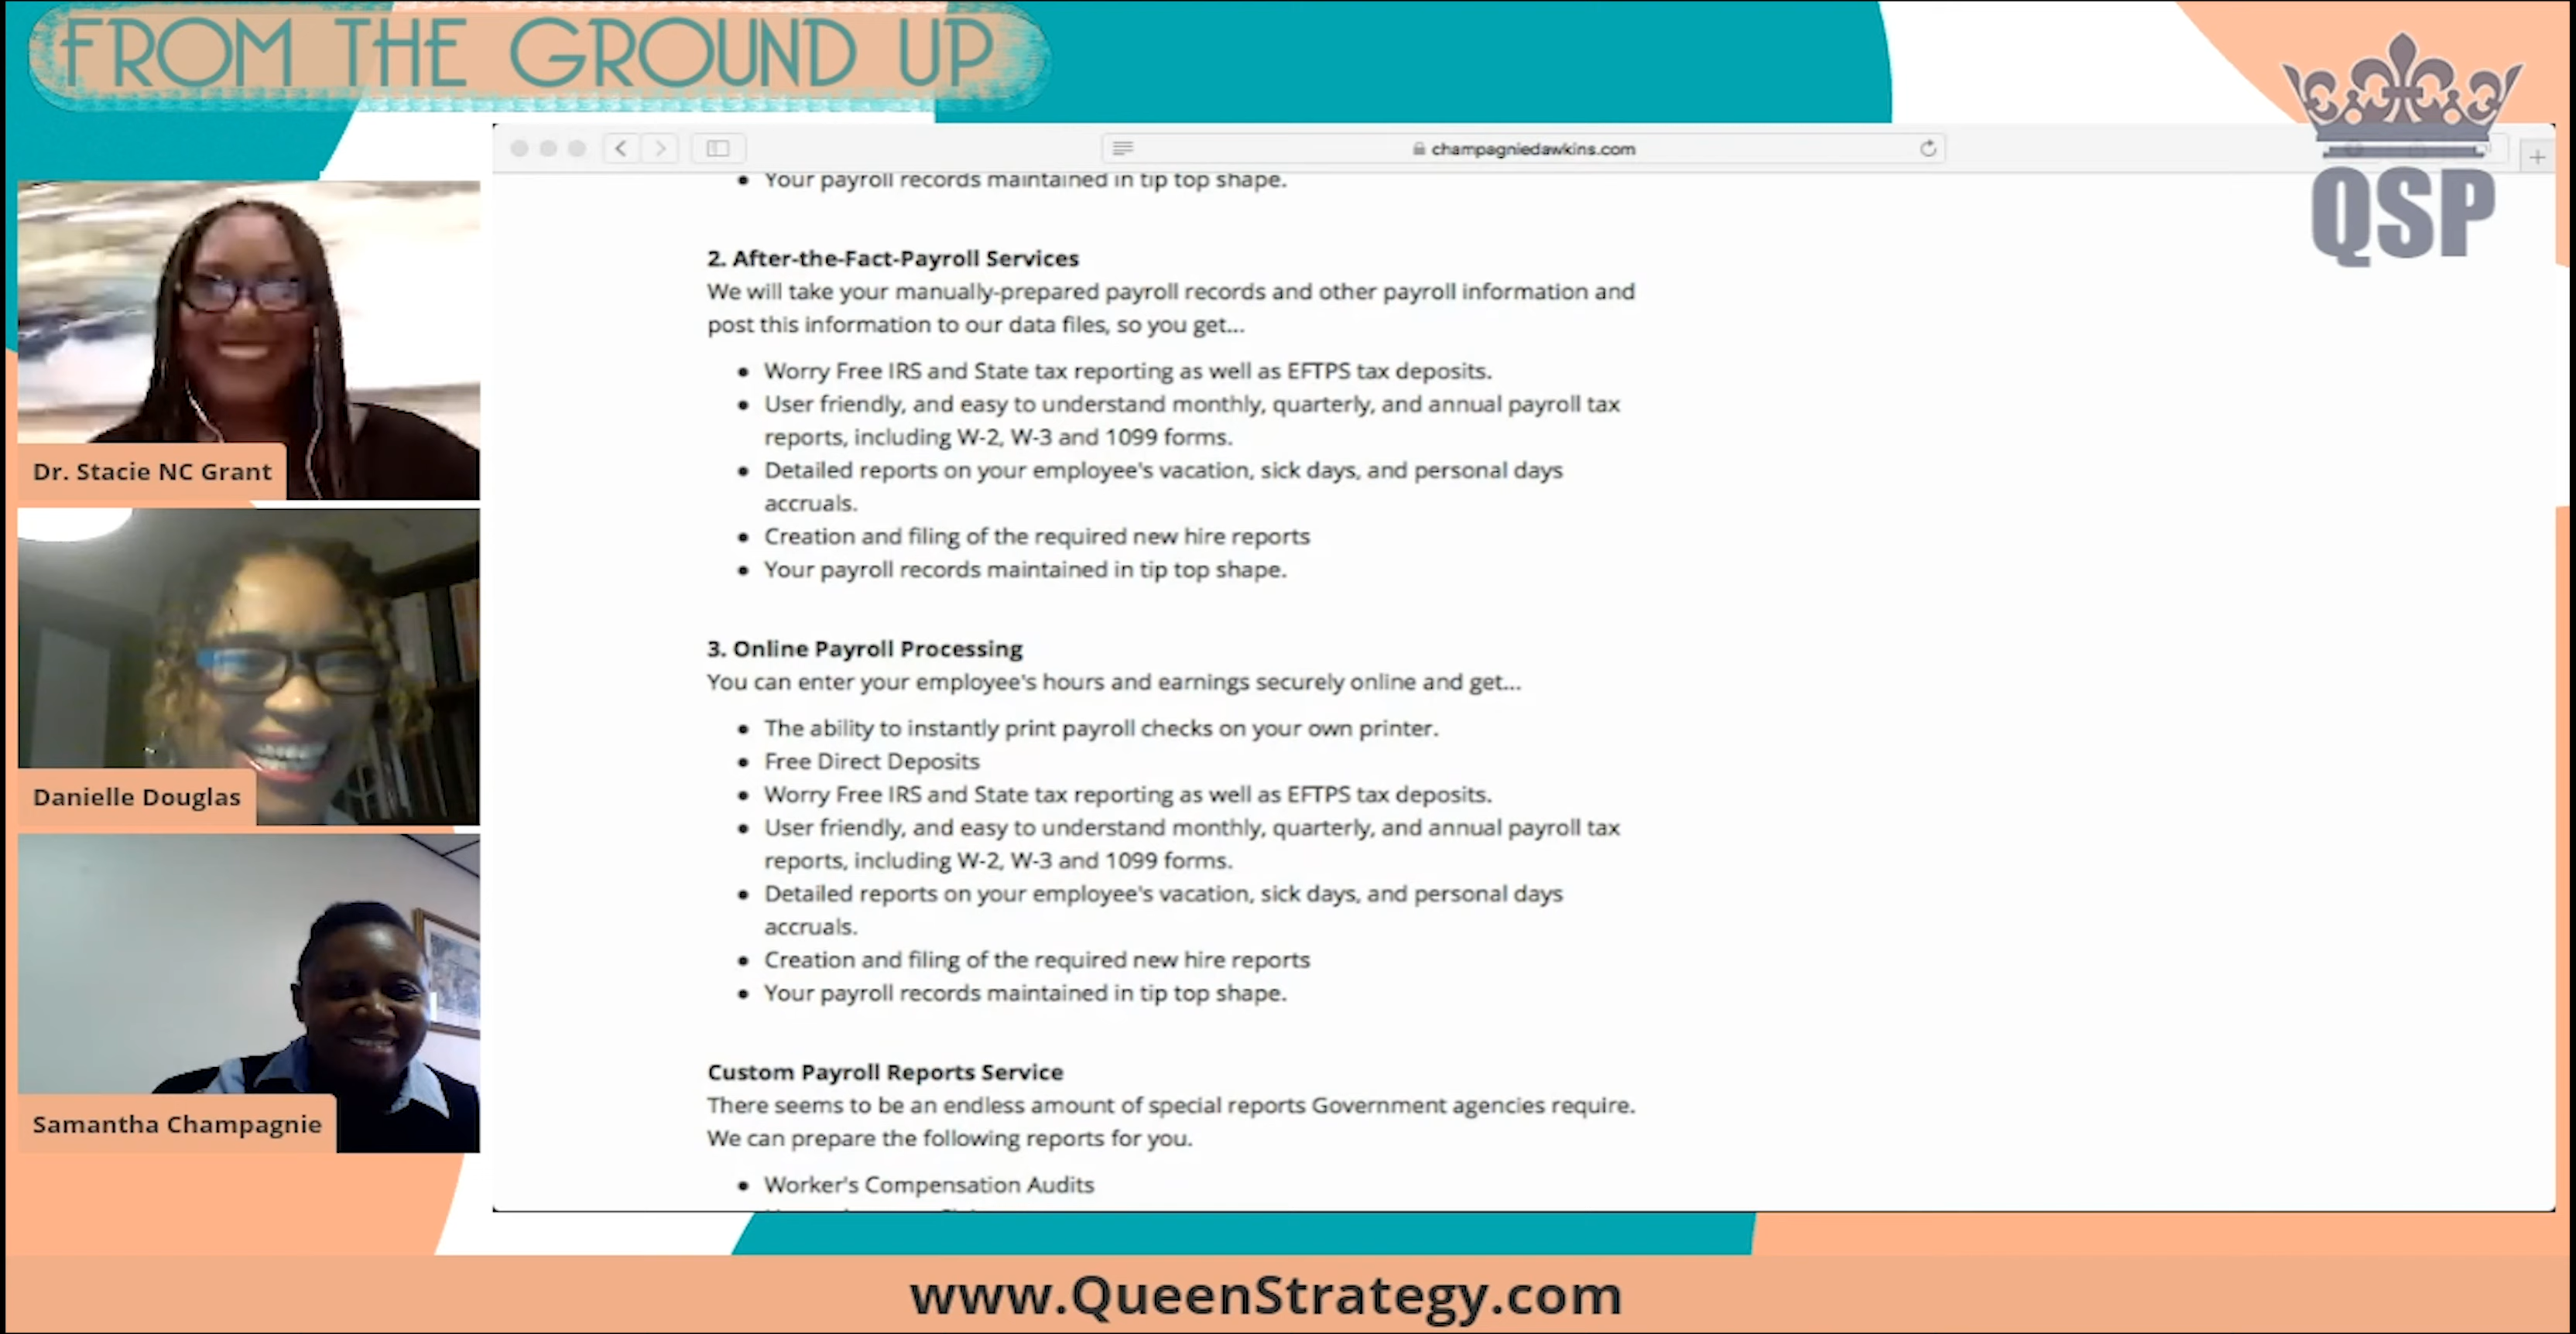 FROM THE GROUND UP
QSP
champagniedawkins.com
Dr. Stacie NC Grant
Danielle Douglas
Samantha Champagnie
• Your payroll records maintained in tip top shape.
2. After-the-Fact-Payroll Services
We will take your manually-prepared payroll records and other payroll information and
post this information to our data files, so you get...
• Worry Free IRS and State tax reporting as well as EFTPS tax deposits.
• User friendly, and easy to understand monthly, quarterly, and annual payroll tax
reports, including W-2, W-3 and 1099 forms.
• Detailed reports on your employee's vacation, sick days, and personal days
accruals.
• Creation and filing of the required new hire reports
• Your payroll records maintained in tip top shape.
3. Online Payroll Processing
You can enter your employee's hours and earnings securely online and get...
• The ability to instantly print payroll checks on your own printer.
• Free Direct Deposits
• Worry Free IRS and State tax reporting as well as EFTPS tax deposits.
• User friendly, and easy to understand monthly, quarterly, and annual payroll tax
reports, including W-2, W-3 and 1099 forms.
• Detailed reports on your employee's vacation, sick days, and personal days
accruals.
• Creation and filing of the required new hire reports
• Your payroll records maintained in tip top shape.
Custom Payroll Reports Service
There seems to be an endless amount of special reports Government agencies require.
We can prepare the following reports for you.
• Worker's Compensation Audits
www.QueenStrategy.com